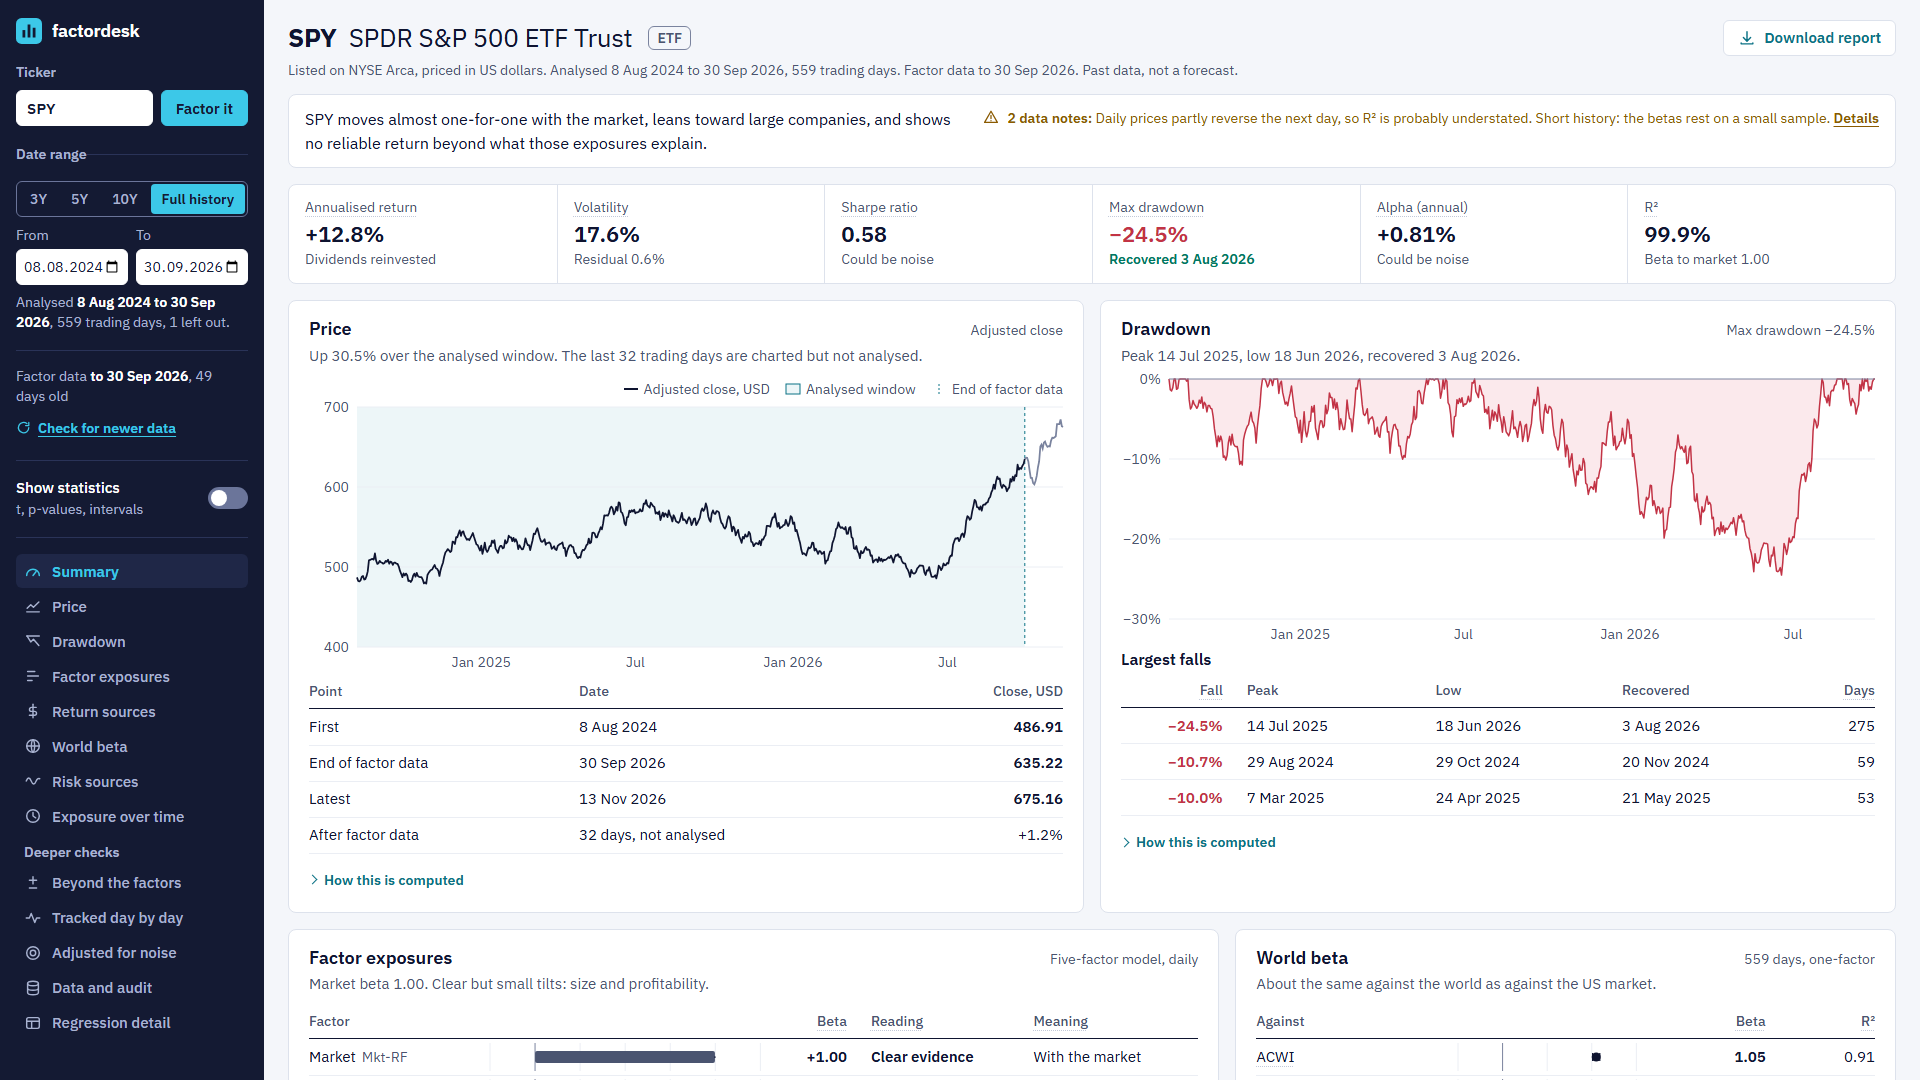 factordesk
Ticker
SPY
Factor it
Date range
3Y 5Y 10Y Full history
From To
08.08.2024 30.09.2026
Analysed 8 Aug 2024 to 30 Sep
2026, 559 trading days, 1 left out.
Factor data to 30 Sep 2026, 49
days old
Check for newer data
Show statistics
t, p-values, intervals
Summary
Price
Drawdown
Factor exposures
Return sources
World beta
Risk sources
Exposure over time
Deeper checks
Beyond the factors
Tracked day by day
Adjusted for noise
Data and audit
Regression detail
SPY SPDR S&P 500 ETF Trust ETF
Download report
Listed on NYSE Arca, priced in US dollars. Analysed 8 Aug 2024 to 30 Sep 2026, 559 trading days. Factor data to 30 Sep 2026. Past data, not a forecast.
SPY moves almost one-for-one with the market, leans toward large companies, and shows
no reliable return beyond what those exposures explain.
2 data notes: Daily prices partly reverse the next day, so R² is probably understated. Short history: the betas rest on a small sample. Details
Annualised return
+12.8%
Dividends reinvested
Volatility
17.6%
Residual 0.6%
Sharpe ratio
0.58
Could be noise
Max drawdown
−24.5%
Recovered 3 Aug 2026
Alpha (annual)
+0.81%
Could be noise
R²
99.9%
Beta to market 1.00
Price
Adjusted close
Up 30.5% over the analysed window. The last 32 trading days are charted but not analysed.
Adjusted close, USD Analysed window End of factor data
700
600
500
400
Jan 2025 Jul Jan 2026 Jul
Point Date Close, USD
First 8 Aug 2024 486.91
End of factor data 30 Sep 2026 635.22
Latest 13 Nov 2026 675.16
After factor data 32 days, not analysed +1.2%
How this is computed
Drawdown
Max drawdown −24.5%
Peak 14 Jul 2025, low 18 Jun 2026, recovered 3 Aug 2026.
0%
−10%
−20%
−30%
Jan 2025 Jul Jan 2026 Jul
Largest falls
Fall Peak Low Recovered Days
−24.5% 14 Jul 2025 18 Jun 2026 3 Aug 2026 275
−10.7% 29 Aug 2024 29 Oct 2024 20 Nov 2024 59
−10.0% 7 Mar 2025 24 Apr 2025 21 May 2025 53
How this is computed
Factor exposures
Five-factor model, daily
Market beta 1.00. Clear but small tilts: size and profitability.
Factor Beta Reading Meaning
Market Mkt-RF +1.00 Clear evidence With the market
World beta
559 days, one-factor
About the same against the world as against the US market.
Against Beta R²
ACWI 1.05 0.91